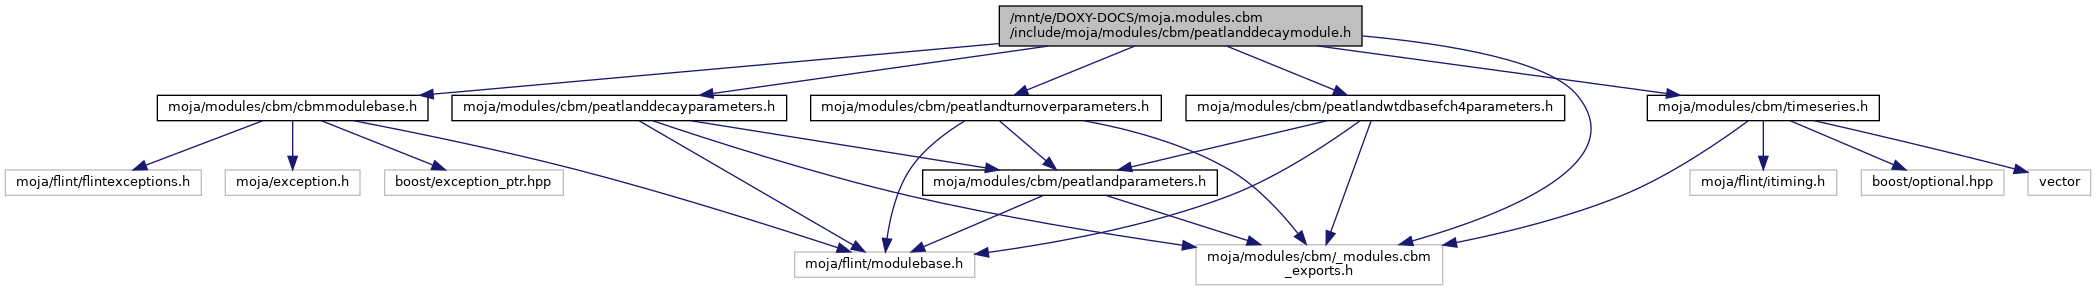 /mnt/e/DOXY-DOCS/moja.modules.cbm
/include/moja/modules/cbm/peatlanddecaymodule.h
moja/modules/cbm/cbmmodulebase.h
moja/modules/cbm/peatlanddecayparameters.h
moja/modules/cbm/peatlandturnoverparameters.h
moja/modules/cbm/peatlandwtdbasefch4parameters.h
moja/modules/cbm/timeseries.h
moja/flint/flintexceptions.h
moja/exception.h
boost/exception_ptr.hpp
moja/modules/cbm/peatlandparameters.h
moja/flint/itiming.h
boost/optional.hpp
vector
moja/flint/modulebase.h
moja/modules/cbm/_modules.cbm
_exports.h